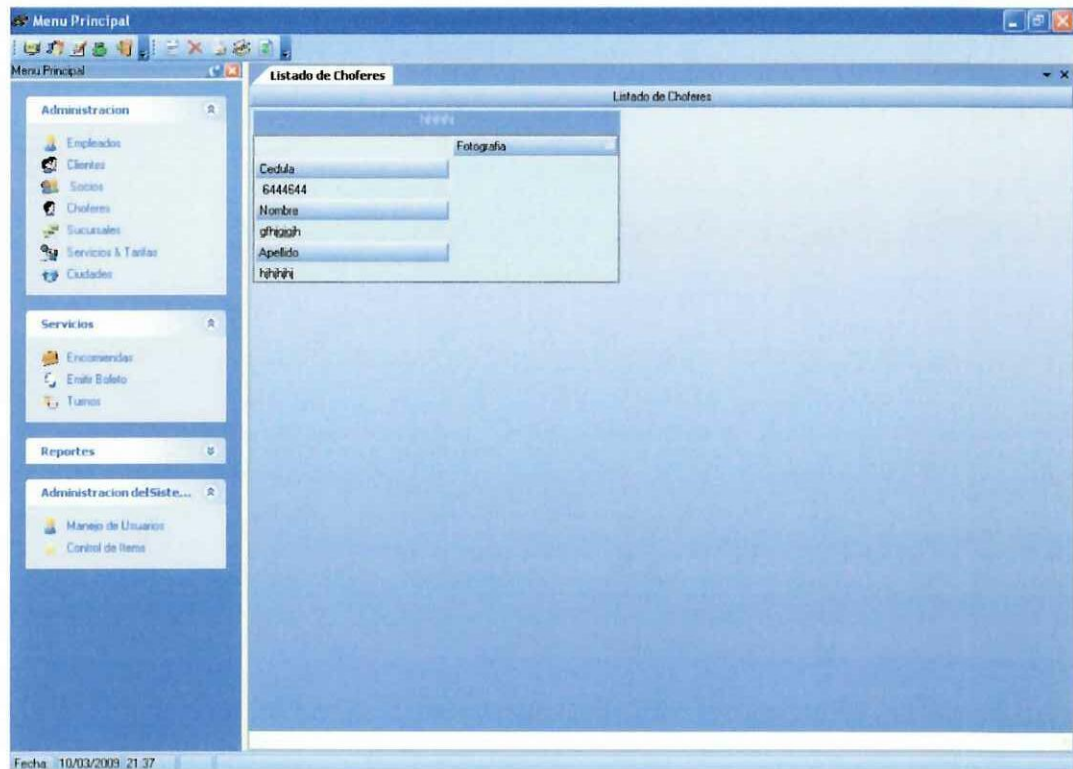 Menu Principal
Menu Principal
Administracion
Empleados
Clientes
Socios
Choferes
Sucursales
Servicios & Tarifas
Ciudades
Servicios
Encomiendas
Emitir Boleto
Turnos
Reportes
Administracion del Siste...
Manejo de Usuarios
Control de Items
Listado de Choferes
Listado de Choferes
Fotografia
Cedula
6444644
Nombre
Apellido
Fecha 10/03/2009 21:37